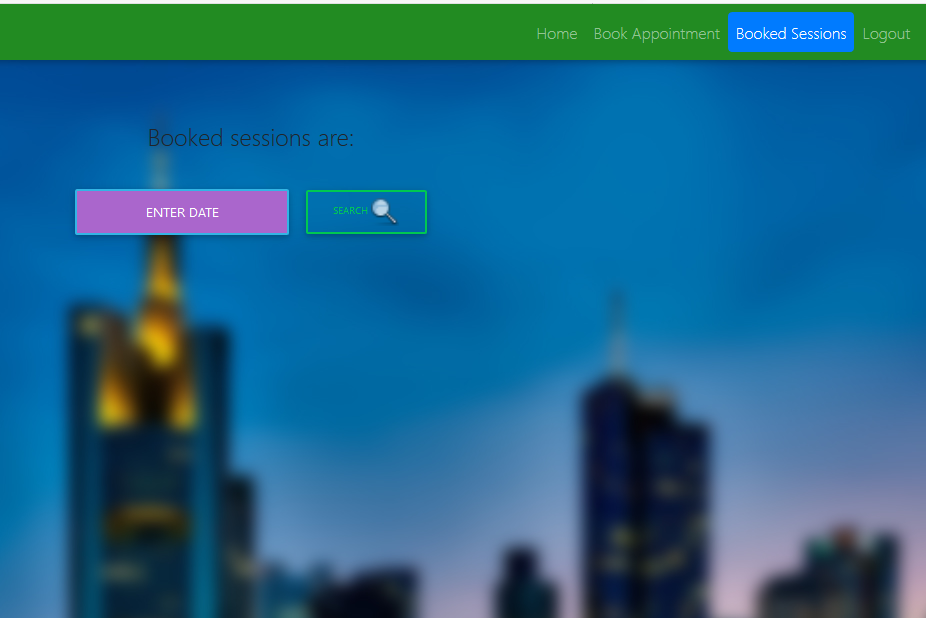 Home Book Appointment Booked Sessions Logout
Booked sessions are:
ENTER DATE SEARCH